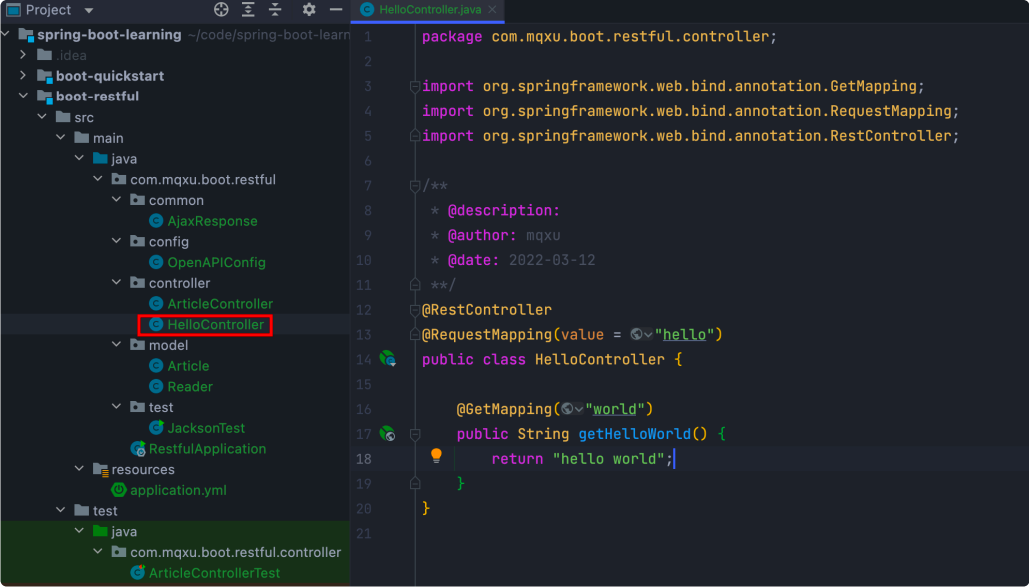 Project
spring-boot-learning ~/code/spring-boot-learn
.idea
boot-quickstart
boot-restful
src
main
java
com.mqxu.boot.restful
common
AjaxResponse
config
OpenAPIConfig
controller
ArticleController
HelloController
model
Article
Reader
test
JacksonTest
RestfulApplication
resources
application.yml
test
java
com.mqxu.boot.restful.controller
ArticleControllerTest
HelloController.java
1 package com.mqxu.boot.restful.controller;
2
3 import org.springframework.web.bind.annotation.GetMapping;
4 import org.springframework.web.bind.annotation.RequestMapping;
5 import org.springframework.web.bind.annotation.RestController;
6
7 /**
8 * @description:
9 * @author: mqxu
10 * @date: 2022-03-12
11 **/
12 @RestController
13 @RequestMapping(value = "hello")
14 public class HelloController {
15
16 @GetMapping("world")
17 public String getHelloWorld() {
18 return "hello world";
19 }
20 }
21